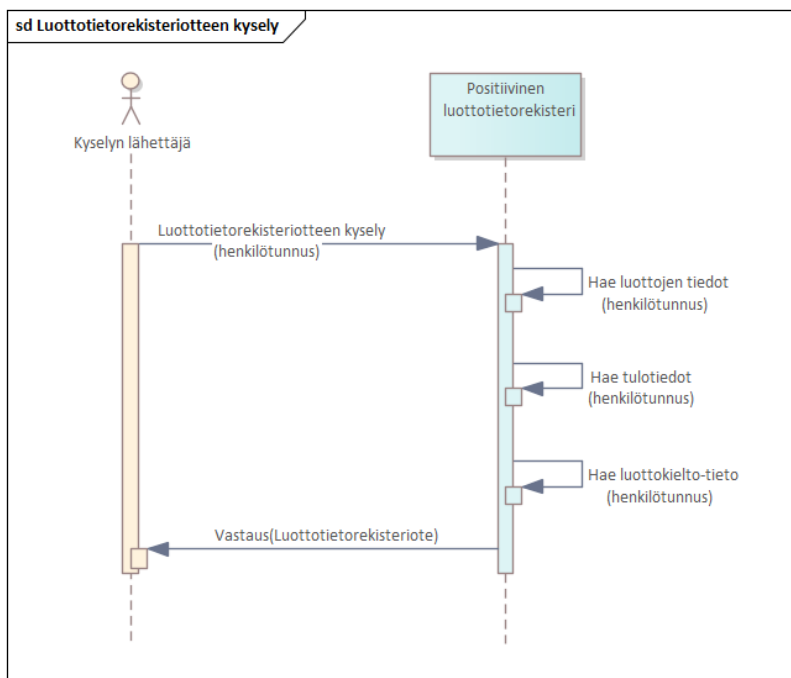 sd Luottotietorekisteriotteen kysely
Positiivinen
luottotietorekisteri
Kyselyn lähettäjä
Luottotietorekisteriotteen kysely
(henkilötunnus)
Hae luottojen tiedot
(henkilötunnus)
Hae tulotiedot
(henkilötunnus)
Hae luottokielto-tieto
(henkilötunnus)
Vastaus(Luottotietorekisteriote)